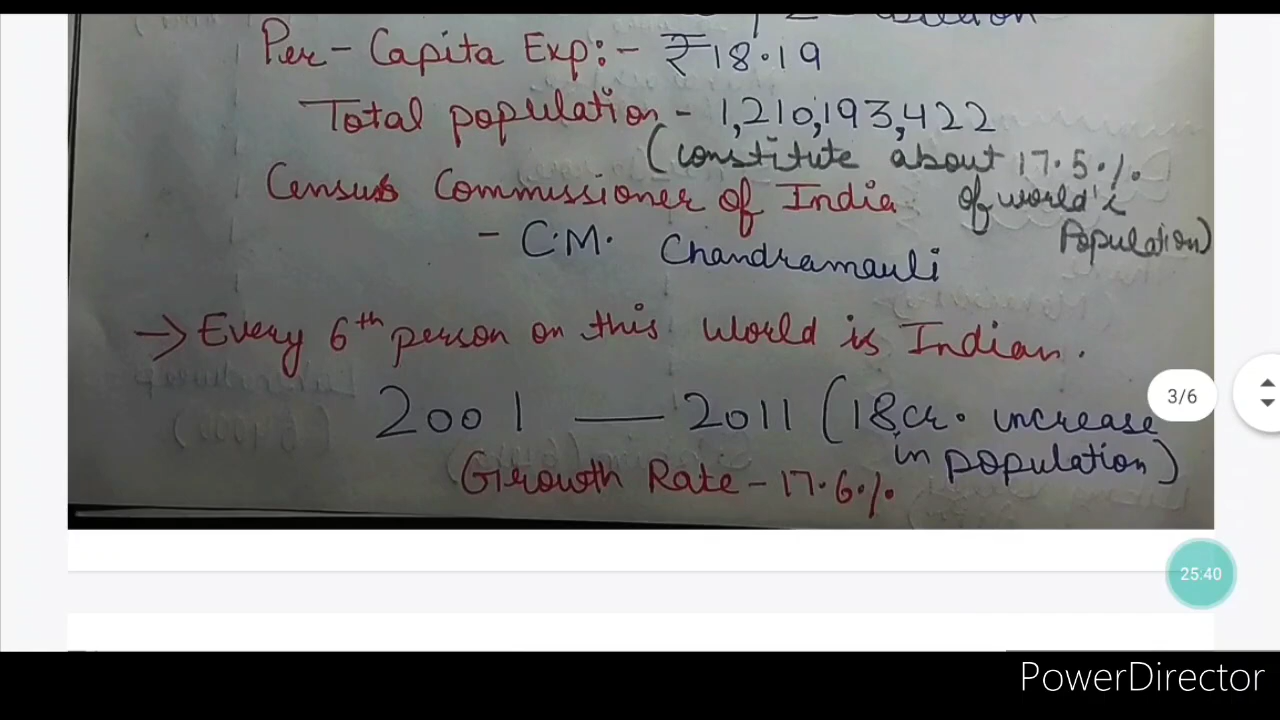 Per-Capita Exp:- ₹18.19
Total population - 1,210,193,422
(constitute about 17.5%
Census Commissioner of India of world's
- C.M. Chandramauli Population)
→ Every 6th person on this World is Indian.
2001 — 2011 (18cr. increase
in population)
Growth Rate - 17.6%
3/6
25:40
PowerDirector